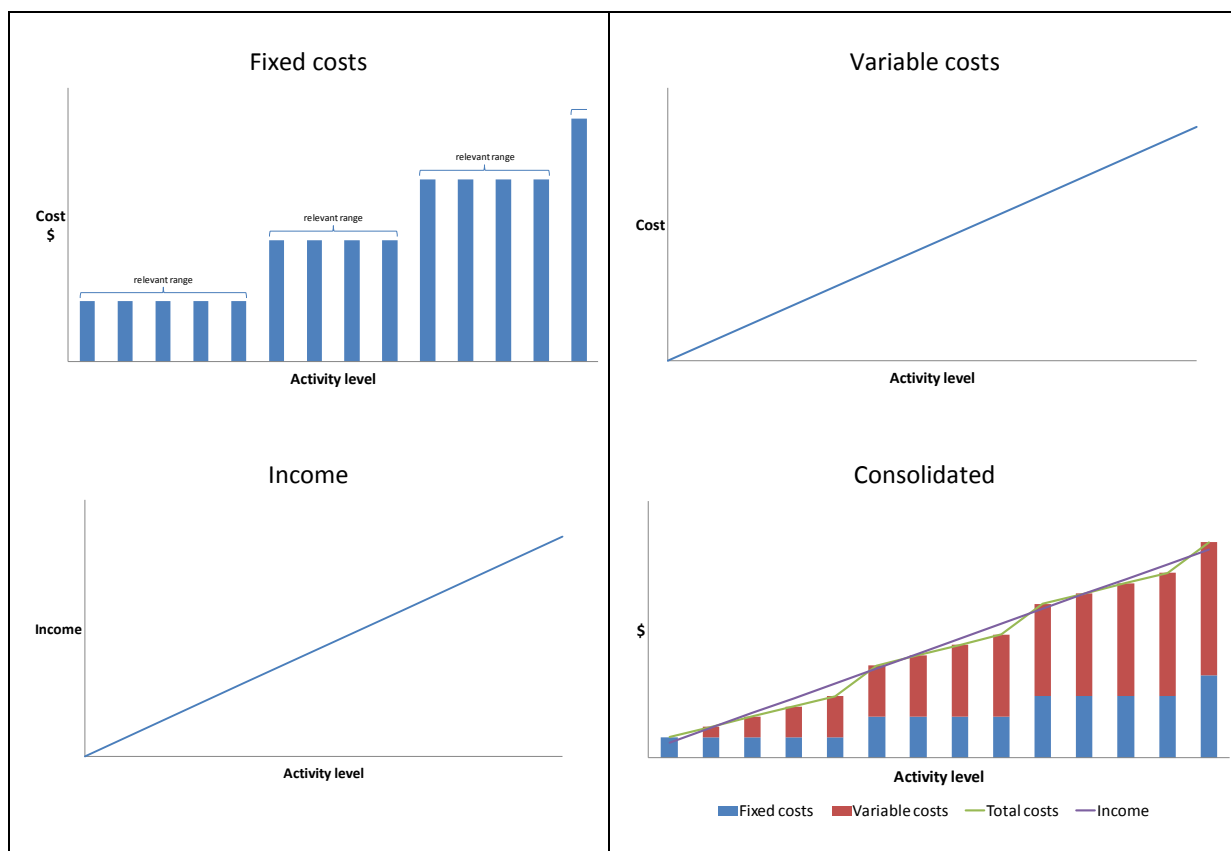 Fixed costs
relevant range
relevant range
relevant range
Cost
$
Activity level
Variable costs
Cost
Activity level
Income
Income
Activity level
Consolidated
$
Activity level
Fixed costs Variable costs Total costs Income